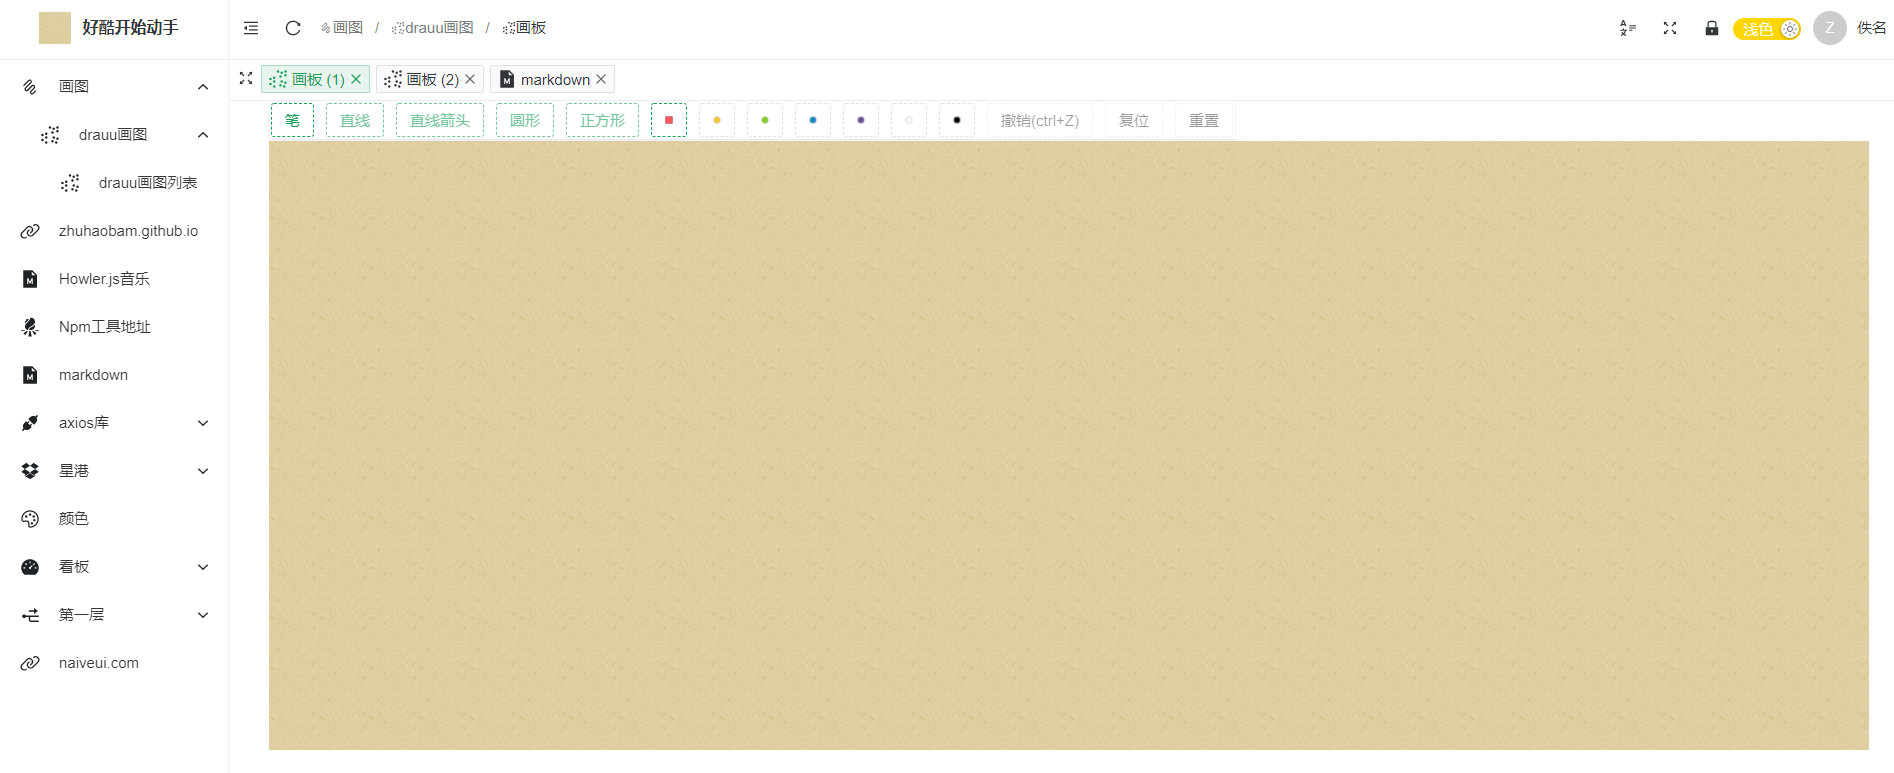 好酷开始动手
画图 / drauu画图 / 画板
浅色
Z
佚名
画图
drauu画图
drauu画图列表
zhuhaobam.github.io
Howler.js音乐
Npm工具地址
markdown
axios库
星港
颜色
看板
第一层
naiveui.com
画板 (1)
画板 (2)
markdown
笔
直线
直线箭头
圆形
正方形
撤销(ctrl+Z)
复位
重置